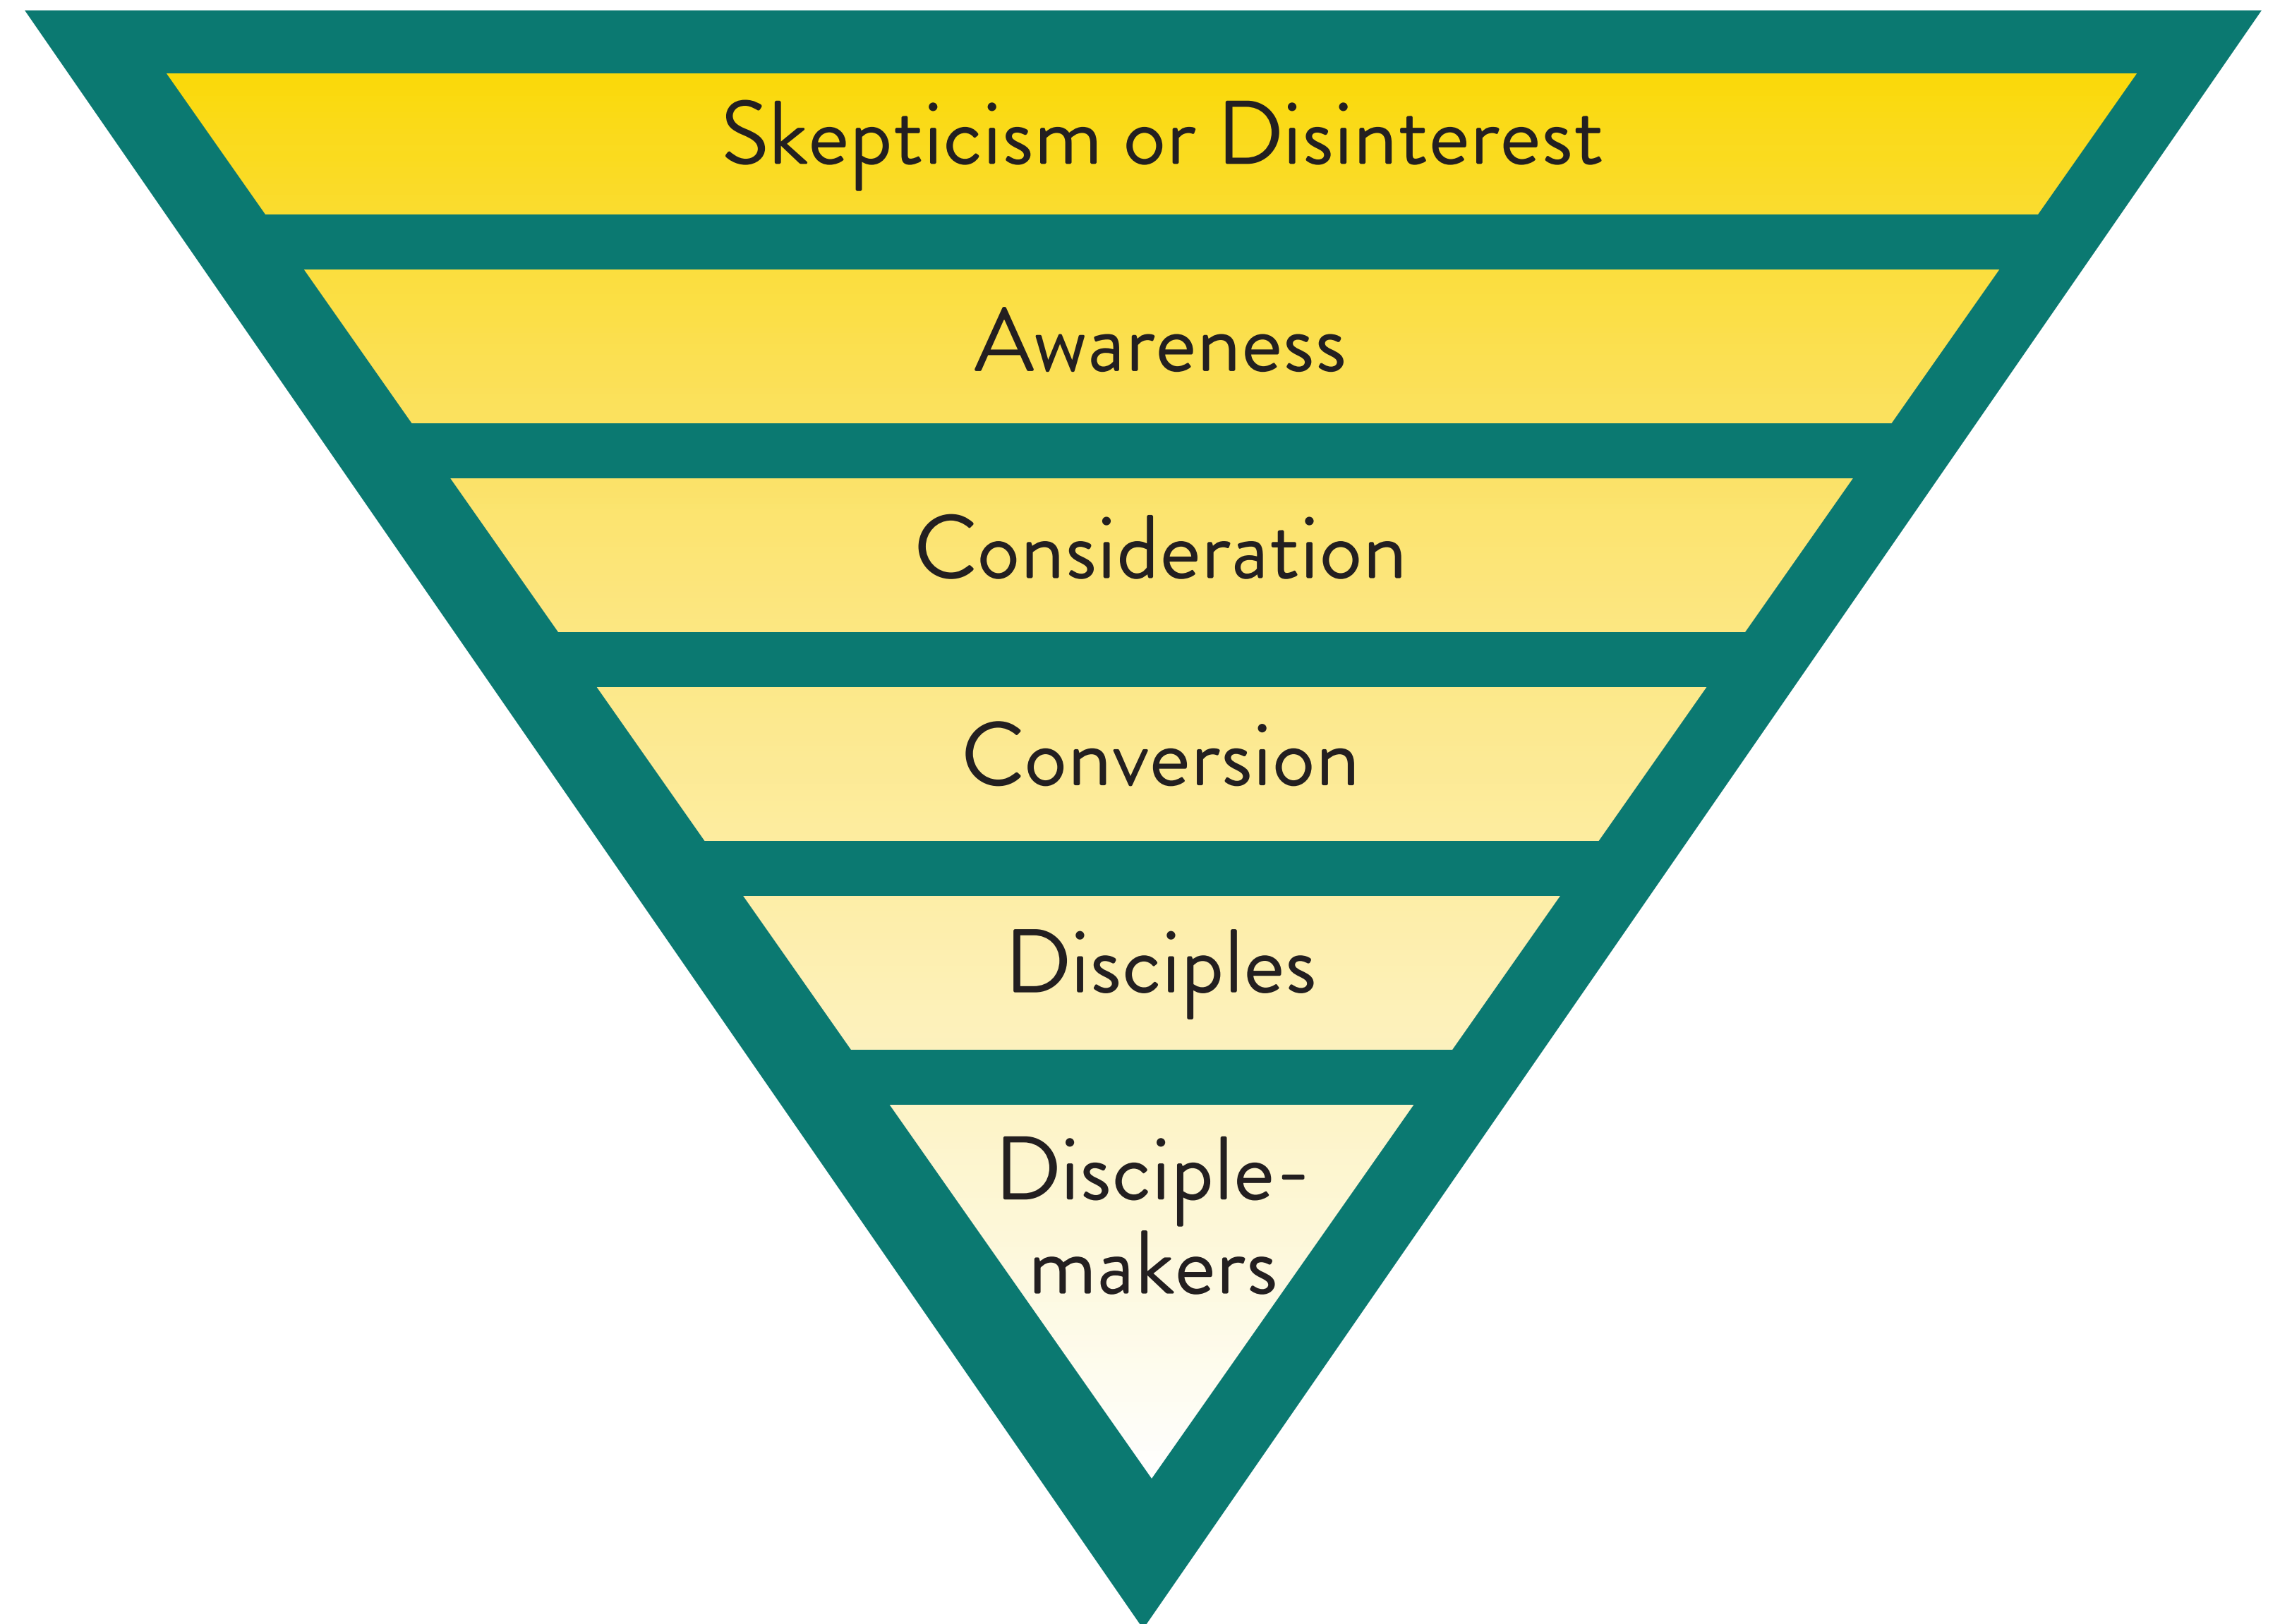 Skepticism or Disinterest
Awareness
Consideration
Conversion
Disciples
Disciple-
makers